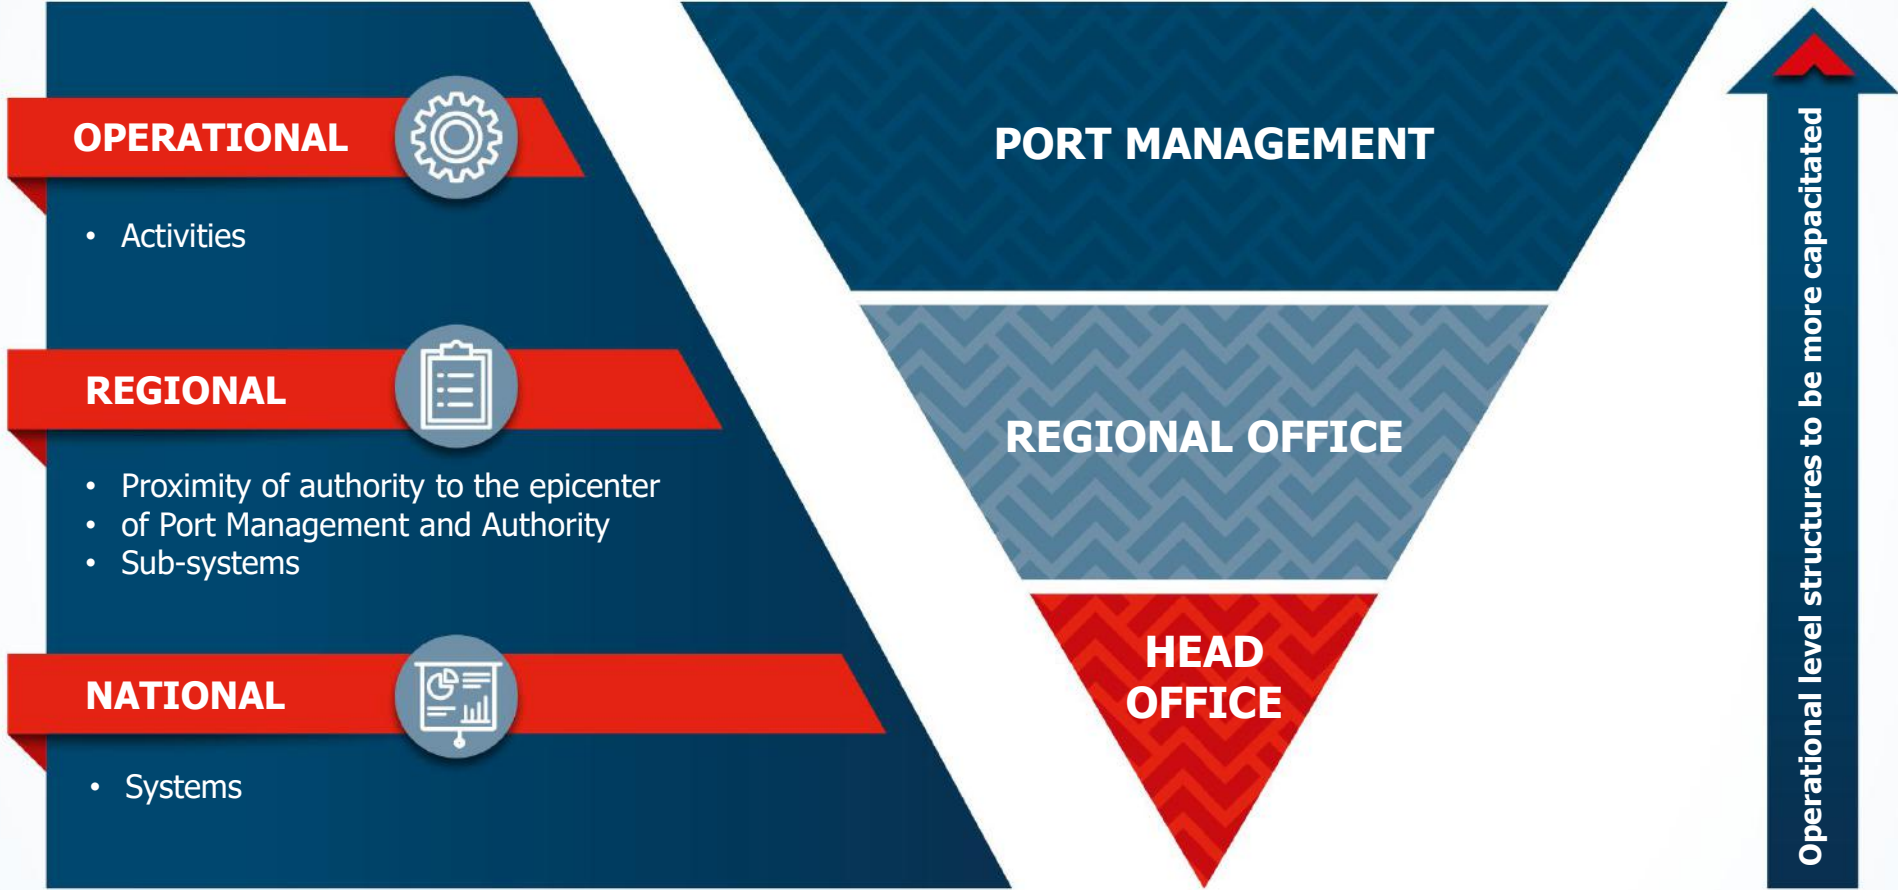 OPERATIONAL
• Activities
REGIONAL
• Proximity of authority to the epicenter
• of Port Management and Authority
• Sub-systems
NATIONAL
• Systems
PORT MANAGEMENT
REGIONAL OFFICE
HEAD
OFFICE
Operational level structures to be more capacitated